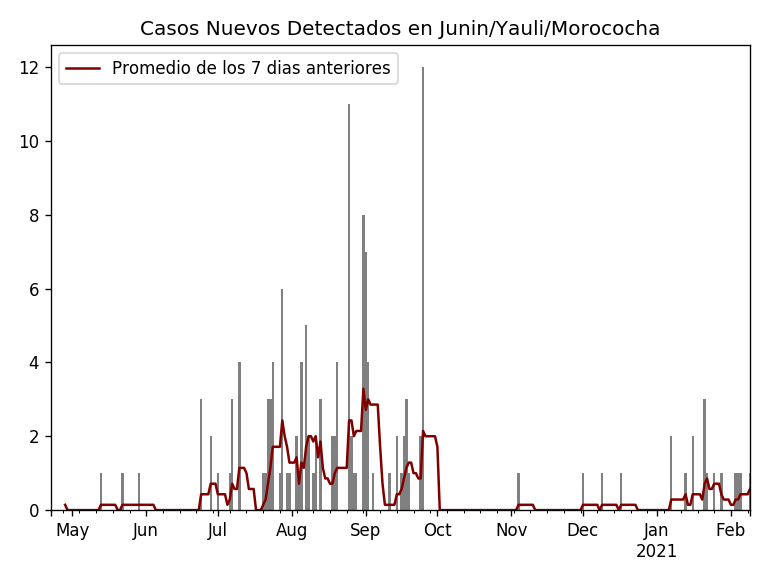 Casos Nuevos Detectados en Junin/Yauli/Morococha
Promedio de los 7 dias anteriores
12
10
8
6
4
2
0
May Jun Jul Aug Sep Oct Nov Dec Jan Feb
2021